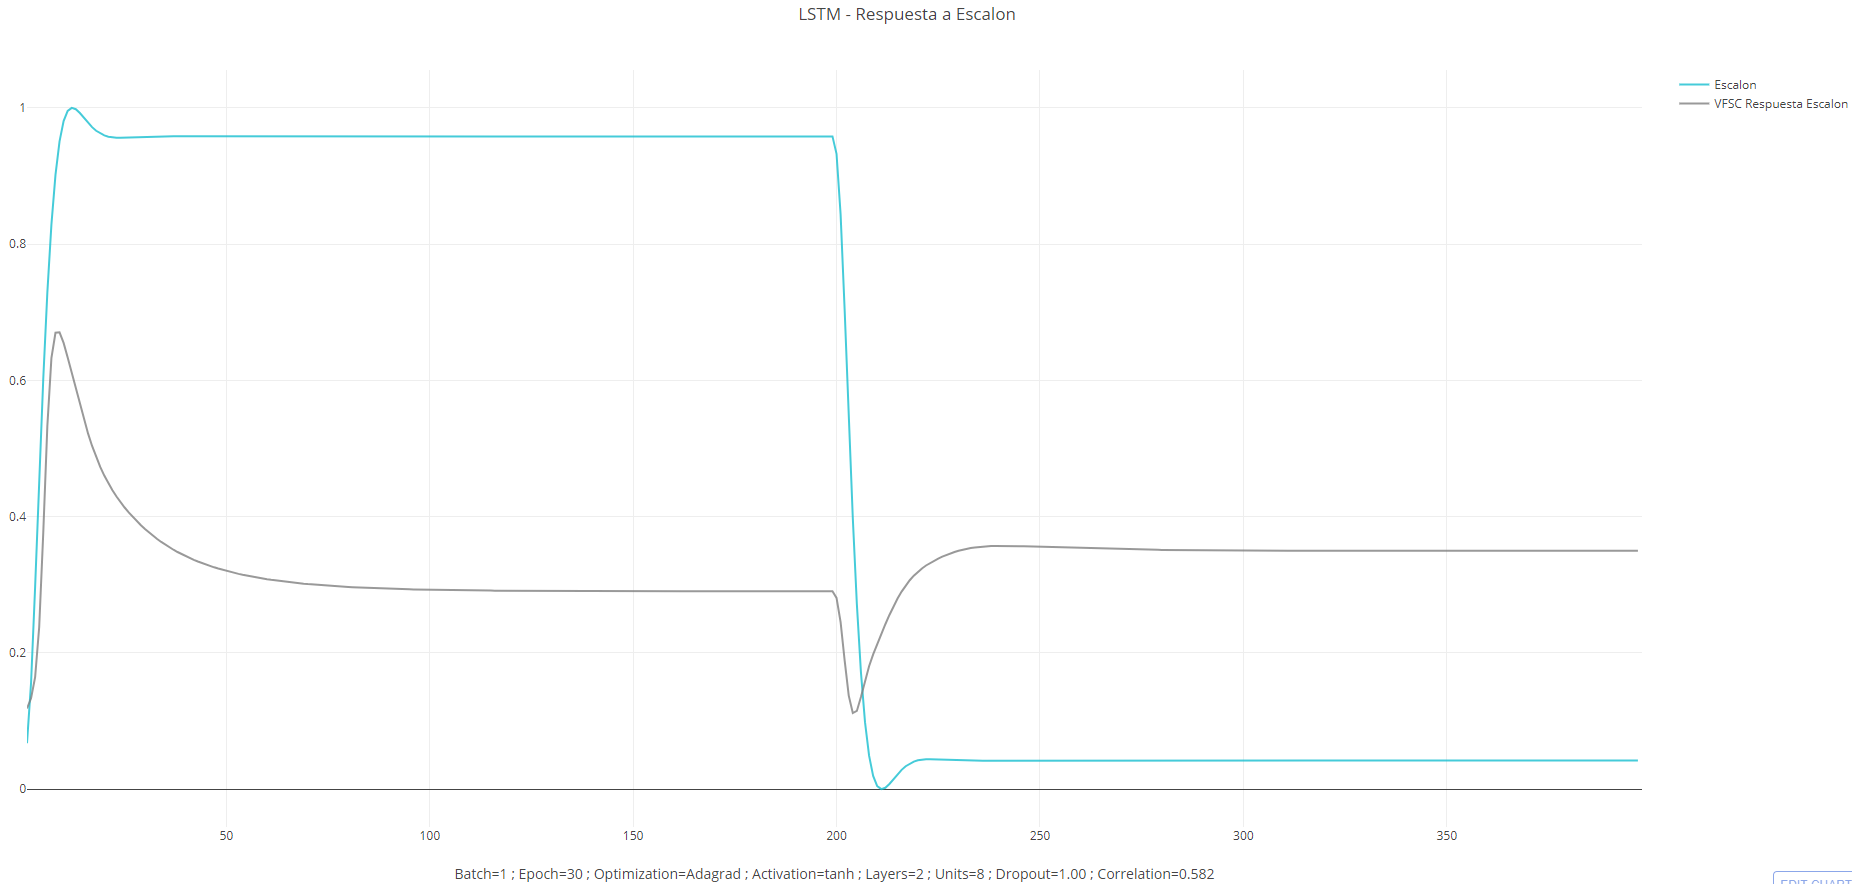 LSTM - Respuesta a Escalon
Escalon
VFSC Respuesta Escalon
1
0.8
0.6
0.4
0.2
0
50 100 150 200 250 300 350
Batch=1 ; Epoch=30 ; Optimization=Adagrad ; Activation=tanh ; Layers=2 ; Units=8 ; Dropout=1.00 ; Correlation=0.582
EDIT CHART